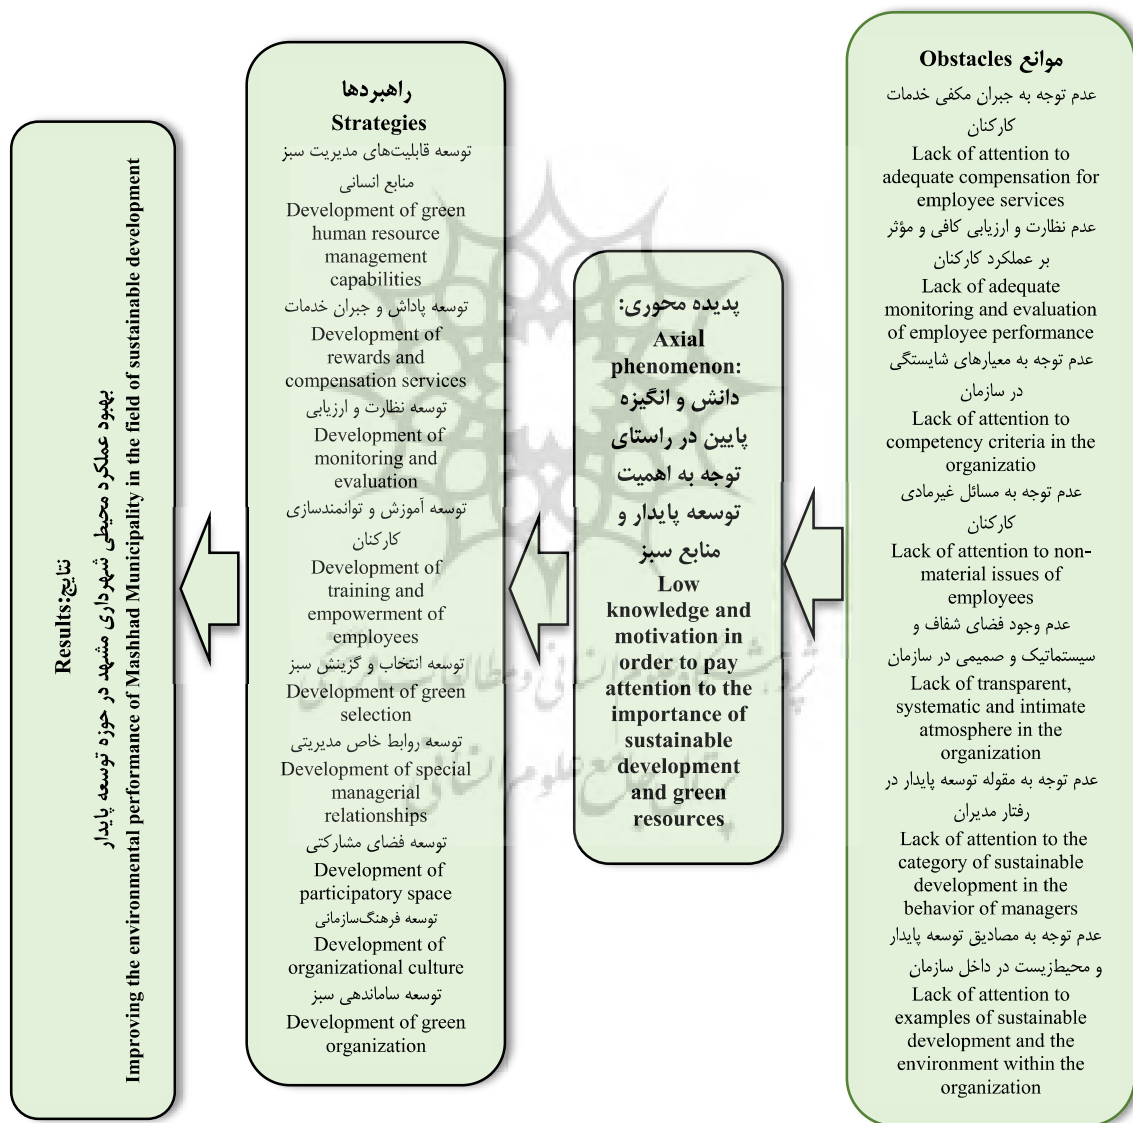 موانع Obstacles
عدم توجه به جبران مکفی خدمات
کارکنان
Lack of attention to
adequate compensation for
employee services
عدم نظارت و ارزیابی کافی و مؤثر
بر عملکرد کارکنان
Lack of adequate
monitoring and evaluation
of employee performance
عدم توجه به معیارهای شایستگی
در سازمان
Lack of attention to
competency criteria in the
organizatio
عدم توجه به مسائل غیرمادی
کارکنان
Lack of attention to non-
material issues of
employees
عدم وجود فضای شفاف و
سیستماتیک و صمیمی در سازمان
Lack of transparent,
systematic and intimate
atmosphere in the
organization
عدم توجه به مقوله توسعه پایدار در
رفتار مدیران
Lack of attention to the
category of sustainable
development in the
behavior of managers
عدم توجه به مصادیق توسعه پایدار
و محیط‌زیست در داخل سازمان
Lack of attention to
examples of sustainable
development and the
environment within the
organization
پدیده محوری:
Axial
phenomenon:
دانش و انگیزه
پایین در راستای
توجه به اهمیت
توسعه پایدار و
منابع سبز
Low
knowledge and
motivation in
order to pay
attention to the
importance of
sustainable
development
and green
resources
راهبردها
Strategies
توسعه قابلیت‌های مدیریت سبز
منابع انسانی
Development of green
human resource
management
capabilities
توسعه پاداش و جبران خدمات
Development of
rewards and
compensation services
توسعه نظارت و ارزیابی
Development of
monitoring and
evaluation
توسعه آموزش و توانمندسازی
کارکنان
Development of
training and
empowerment of
employees
توسعه انتخاب و گزینش سبز
Development of green
selection
توسعه روابط خاص مدیریتی
Development of special
managerial
relationships
توسعه فضای مشارکتی
Development of
participatory space
توسعه فرهنگ‌سازمانی
Development of
organizational culture
توسعه ساماندهی سبز
Development of green
organization
نتایج:Results
بهبود عملکرد محیطی شهرداری مشهد در حوزه توسعه پایدار
Improving the environmental performance of Mashhad Municipality in the field of sustainable development
پژوهشگاه علوم انسانی و مطالعات فرهنگی
پرتال جامع علوم انسانی